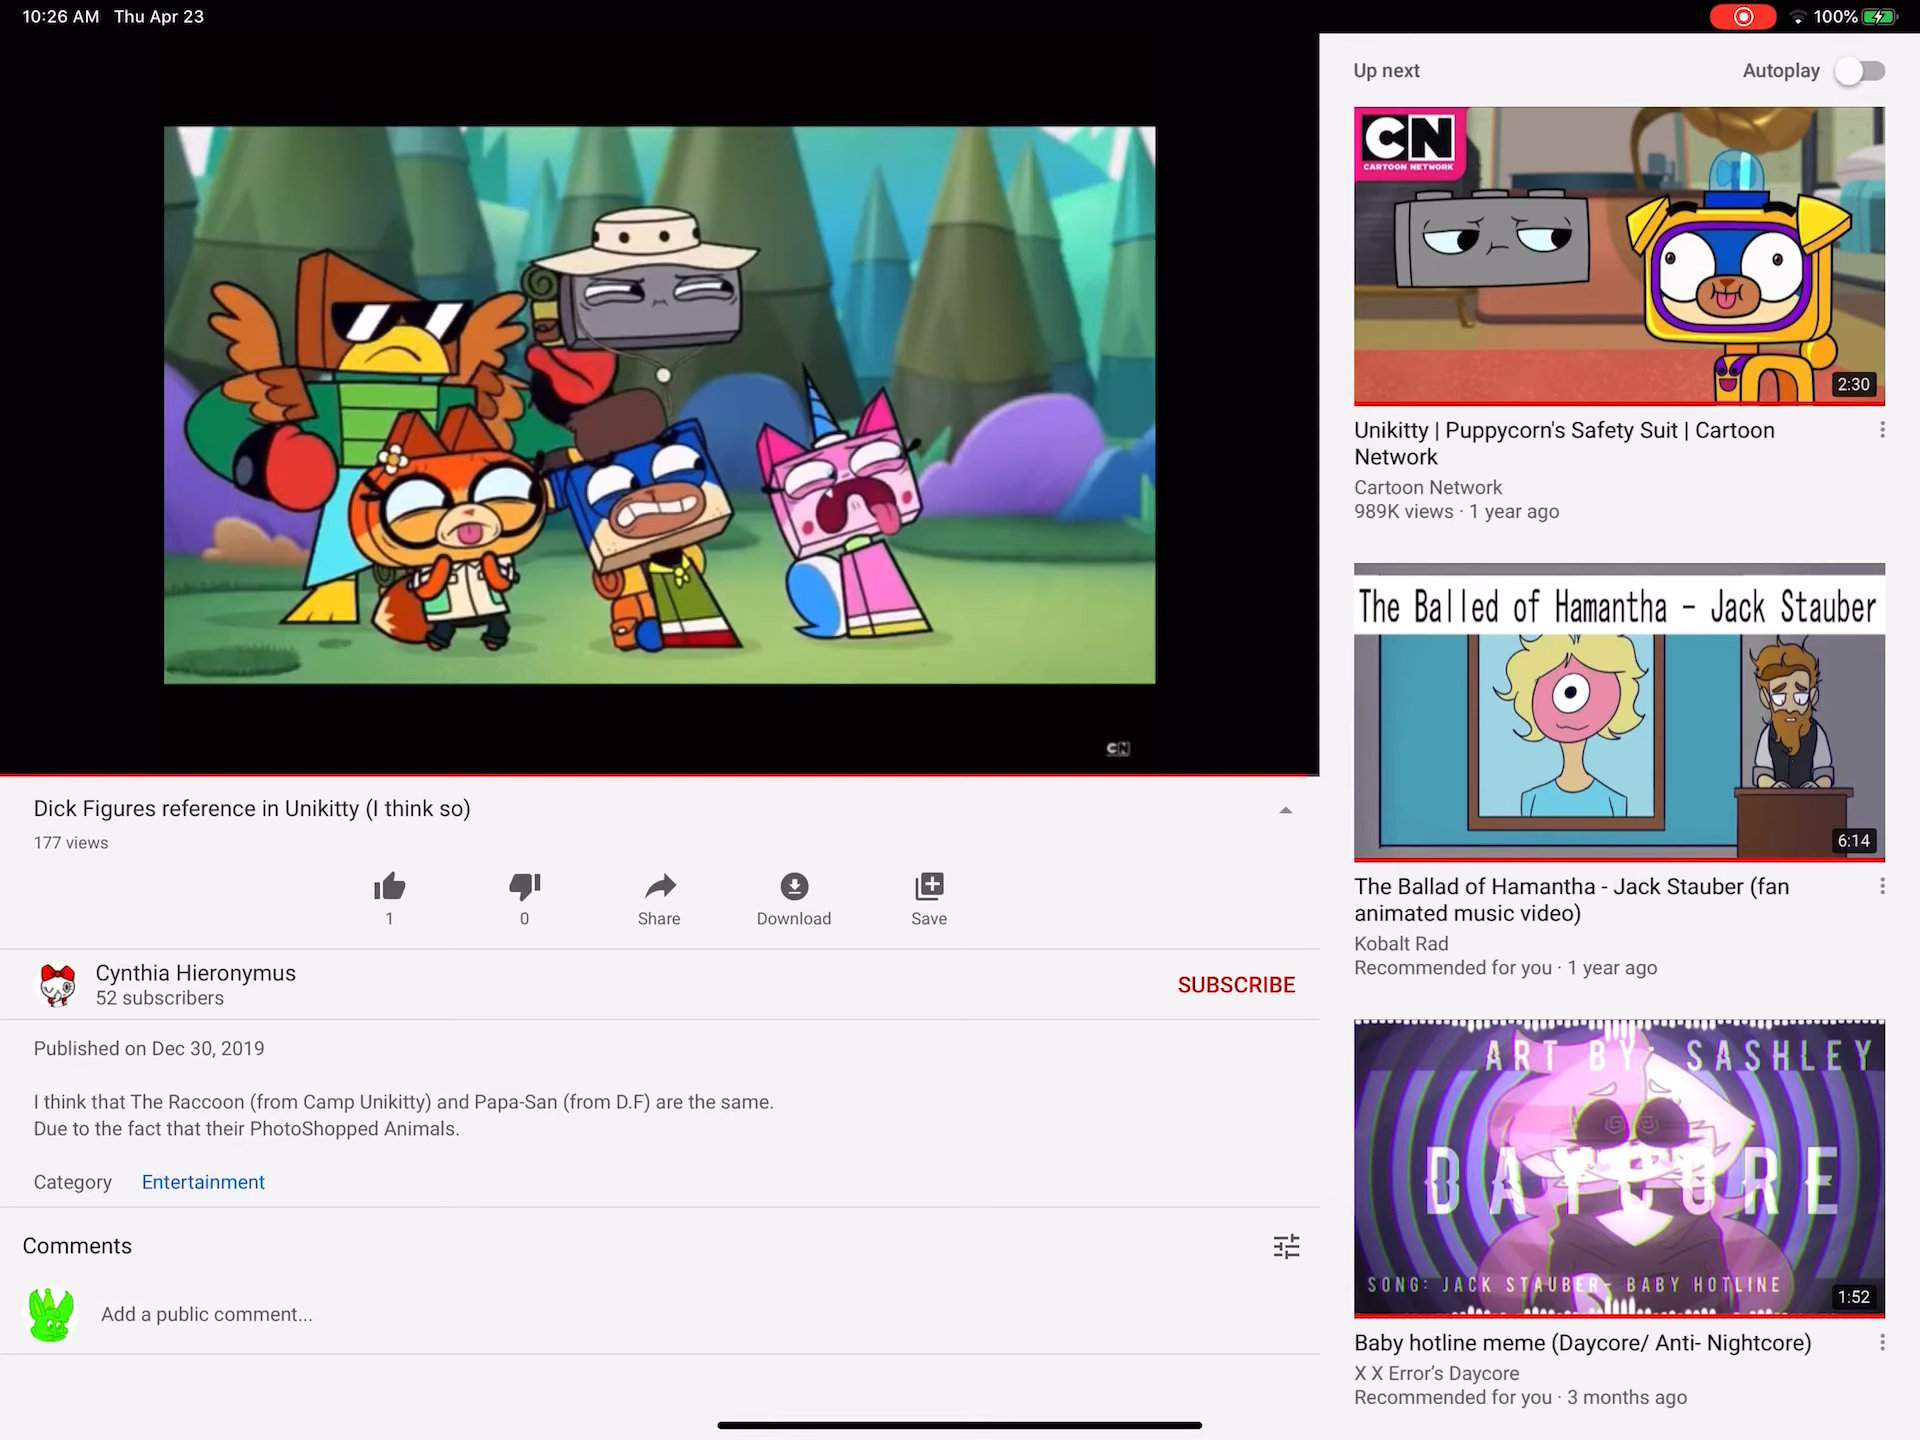 10:26 AM Thu Apr 23
100%
CN
Dick Figures reference in Unikitty (I think so)
177 views
1
0
Share
Download
Save
Cynthia Hieronymus
52 subscribers
SUBSCRIBE
Published on Dec 30, 2019
I think that The Raccoon (from Camp Unikitty) and Papa-San (from D.F) are the same.
Due to the fact that their PhotoShopped Animals.
Category Entertainment
Comments
Add a public comment...
Up next Autoplay
CN
CARTOON NETWORK
2:30
Unikitty | Puppycorn's Safety Suit | Cartoon
Network
Cartoon Network
989K views · 1 year ago
The Balled of Hamantha - Jack Stauber
6:14
The Ballad of Hamantha - Jack Stauber (fan
animated music video)
Kobalt Rad
Recommended for you · 1 year ago
ART BY: SASHLEY
DAYCORE
SONG: JACK STAUBER- BABY HOTLINE
1:52
Baby hotline meme (Daycore/ Anti- Nightcore)
X X Error’s Daycore
Recommended for you · 3 months ago